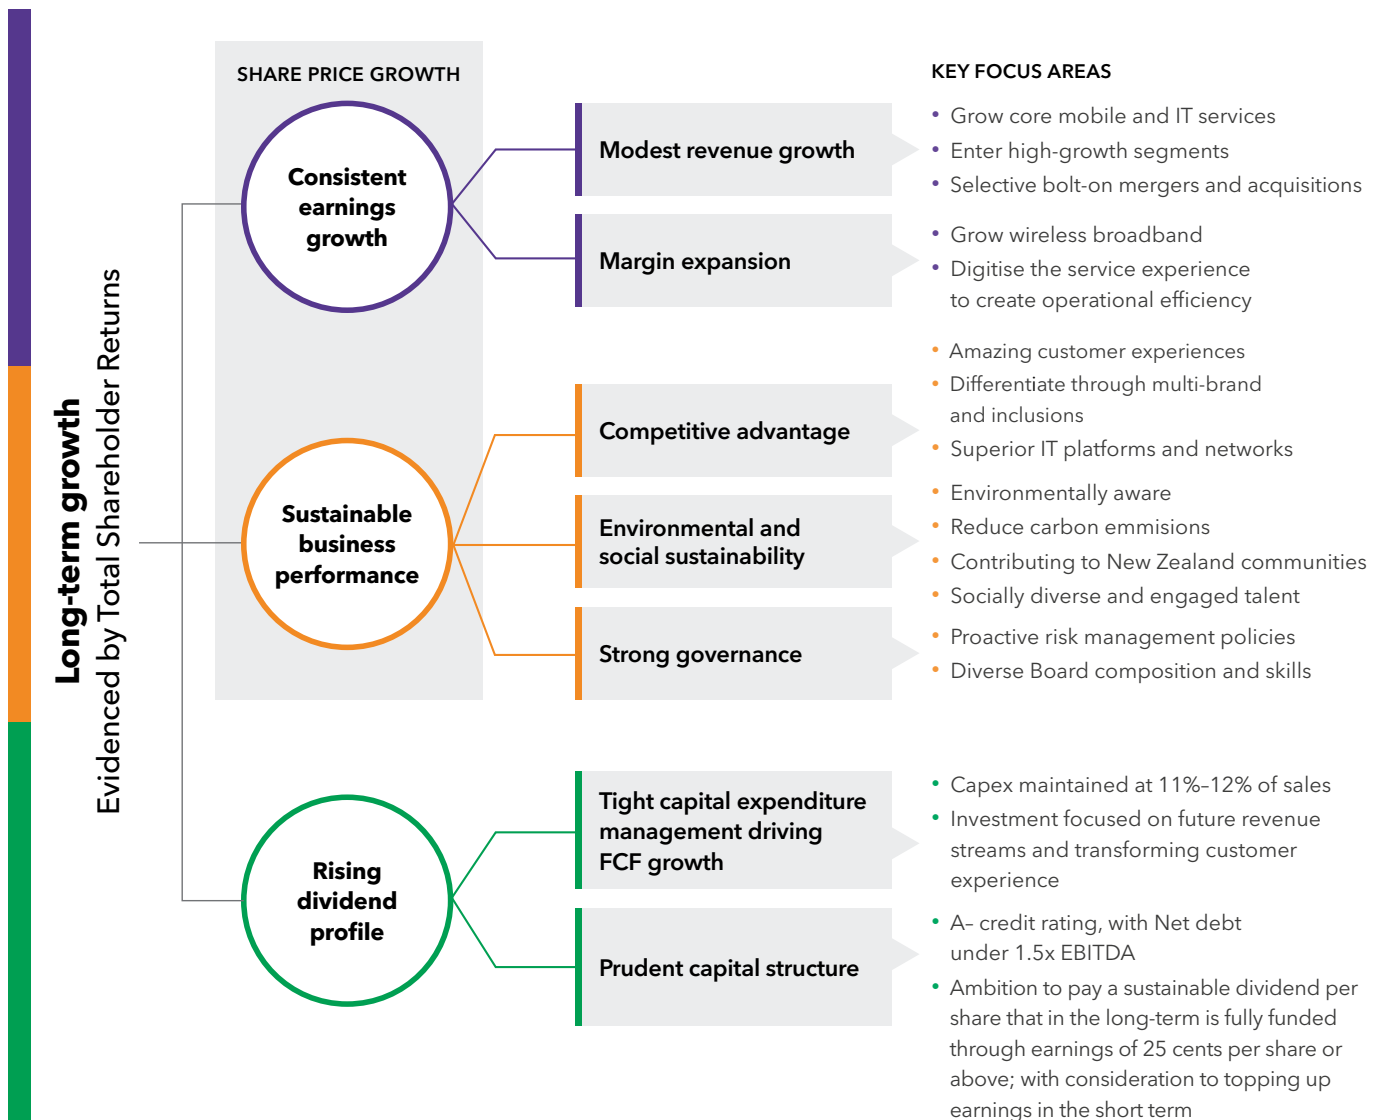 Long-term growth
Evidenced by Total Shareholder Returns
SHARE PRICE GROWTH
Consistent
earnings
growth
Modest revenue growth
Margin expansion
KEY FOCUS AREAS
• Grow core mobile and IT services
• Enter high-growth segments
• Selective bolt-on mergers and acquisitions
• Grow wireless broadband
• Digitise the service experience
to create operational efficiency
Sustainable
business
performance
Competitive advantage
• Amazing customer experiences
• Differentiate through multi-brand
and inclusions
• Superior IT platforms and networks
Environmental and
social sustainability
• Environmentally aware
• Reduce carbon emmisions
• Contributing to New Zealand communities
• Socially diverse and engaged talent
Strong governance
• Proactive risk management policies
• Diverse Board composition and skills
Rising
dividend
profile
Tight capital expenditure
management driving
FCF growth
• Capex maintained at 11%–12% of sales
• Investment focused on future revenue
streams and transforming customer
experience
Prudent capital structure
• A– credit rating, with Net debt
under 1.5x EBITDA
• Ambition to pay a sustainable dividend per
share that in the long-term is fully funded
through earnings of 25 cents per share or
above; with consideration to topping up
earnings in the short term